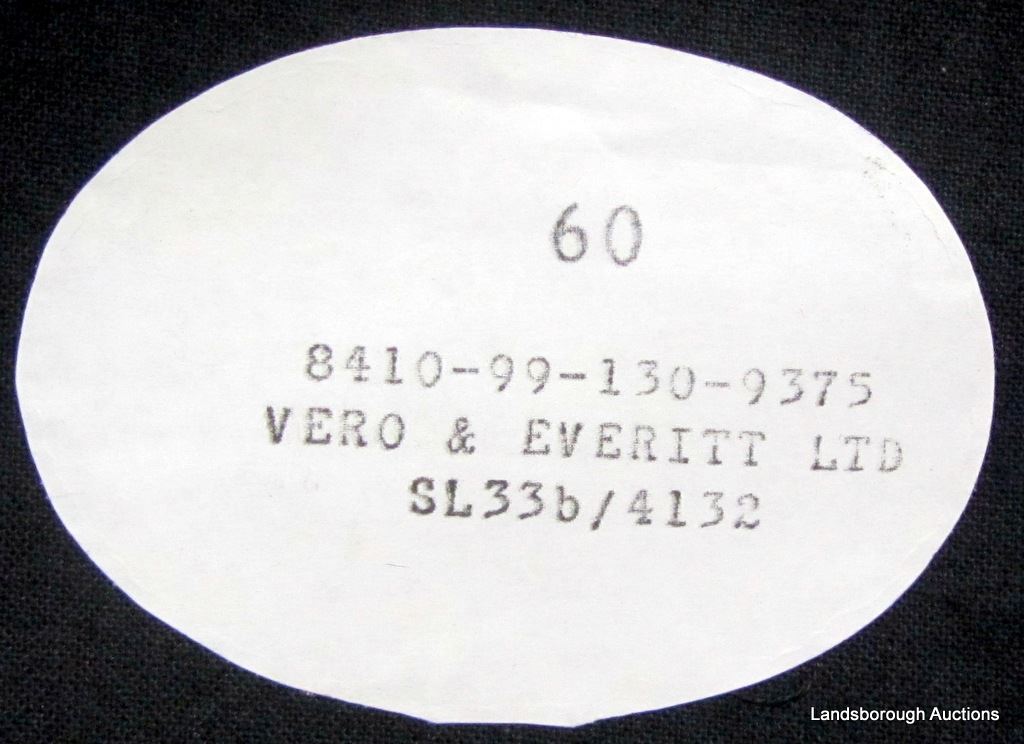 60
8410-99-130-9375
VERO & EVERITT LTD
SL33b/4132
Landsborough Auctions